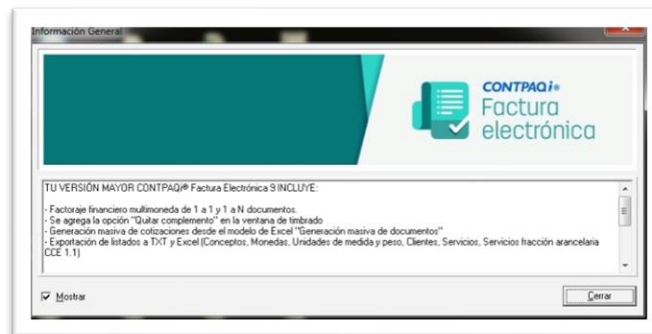 Información General
CONTPAQi®
Factura
electrónica
TU VERSIÓN MAYOR CONTPAQi® Factura Electrónica 9 INCLUYE:
- Factoraje financiero multimoneda de 1 a 1 y 1 a N documentos.
- Se agrega la opción "Quitar complemento" en la ventana de timbrado
- Generación masiva de cotizaciones desde el modelo de Excel "Generación masiva de documentos"
- Exportación de listados a TXT y Excel (Conceptos, Monedas, Unidades de medida y peso, Clientes, Servicios, Servicios fracción arancelaria
CCE 1.1)
Mostrar
Cerrar